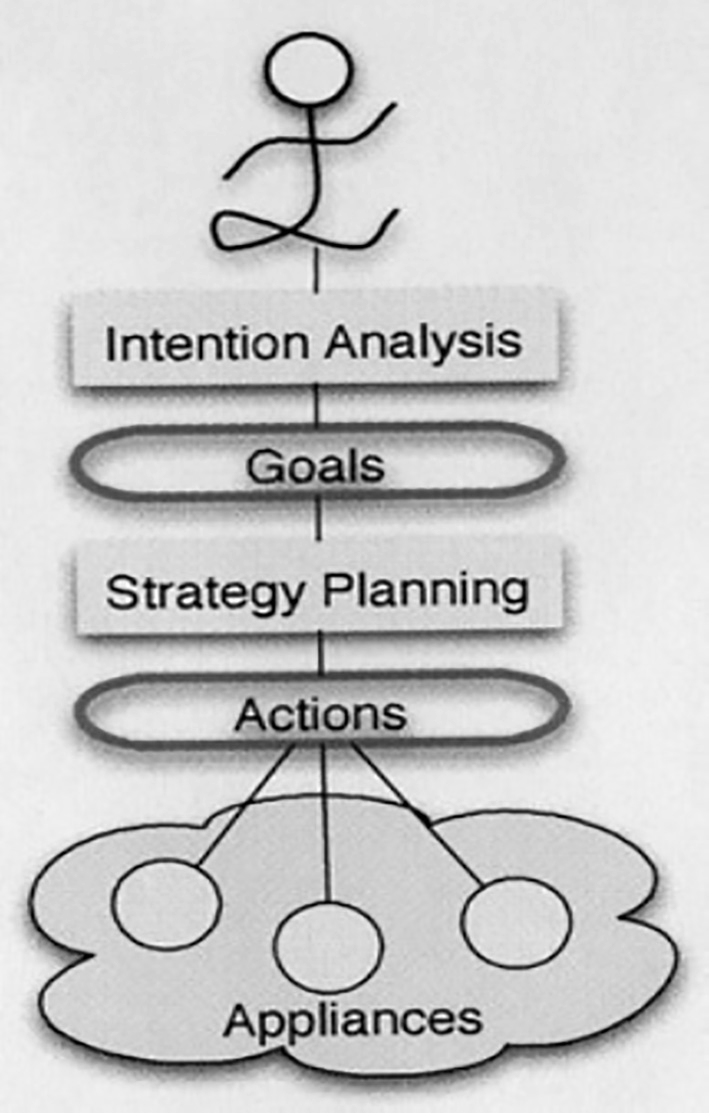 Intention Analysis
Goals
Strategy Planning
Actions
Appliances